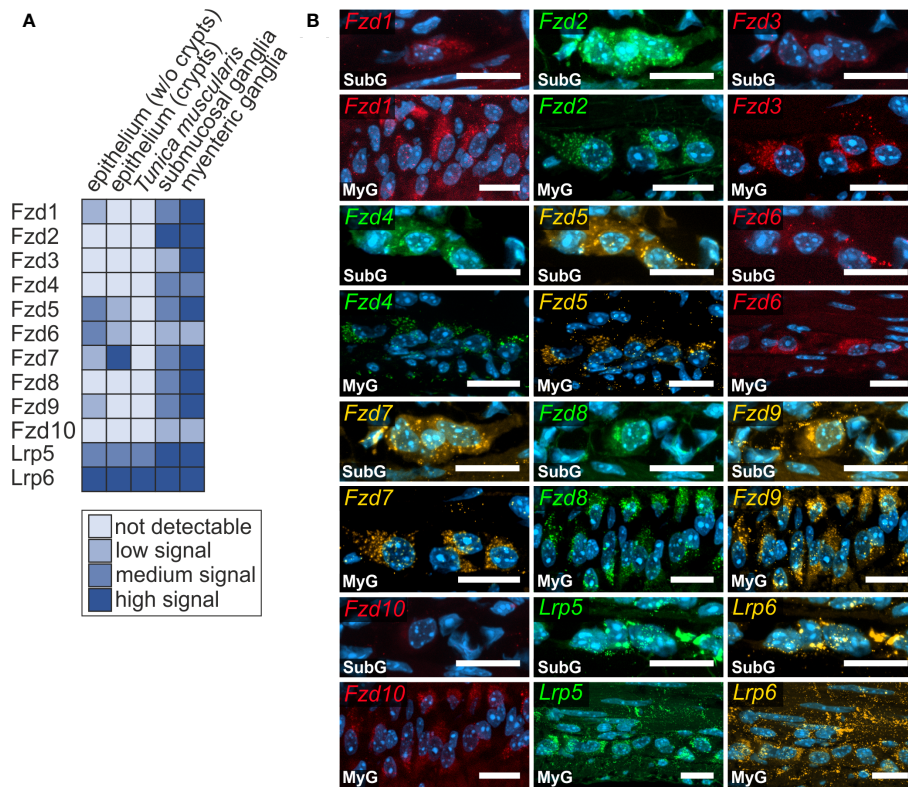 A
epithelium (w/o crypts)
epithelium (crypts)
Tunica muscularis
submucosal ganglia
myenteric ganglia
Fzd1
Fzd2
Fzd3
Fzd4
Fzd5
Fzd6
Fzd7
Fzd8
Fzd9
Fzd10
Lrp5
Lrp6
not detectable
low signal
medium signal
high signal
B
Fzd1 Fzd2 Fzd3
SubG SubG SubG
Fzd1 Fzd2 Fzd3
MyG MyG MyG
Fzd4 Fzd5 Fzd6
SubG SubG SubG
Fzd4 Fzd5 Fzd6
MyG MyG MyG
Fzd7 Fzd8 Fzd9
SubG SubG SubG
Fzd7 Fzd8 Fzd9
MyG MyG MyG
Fzd10 Lrp5 Lrp6
SubG SubG SubG
Fzd10 Lrp5 Lrp6
MyG MyG MyG